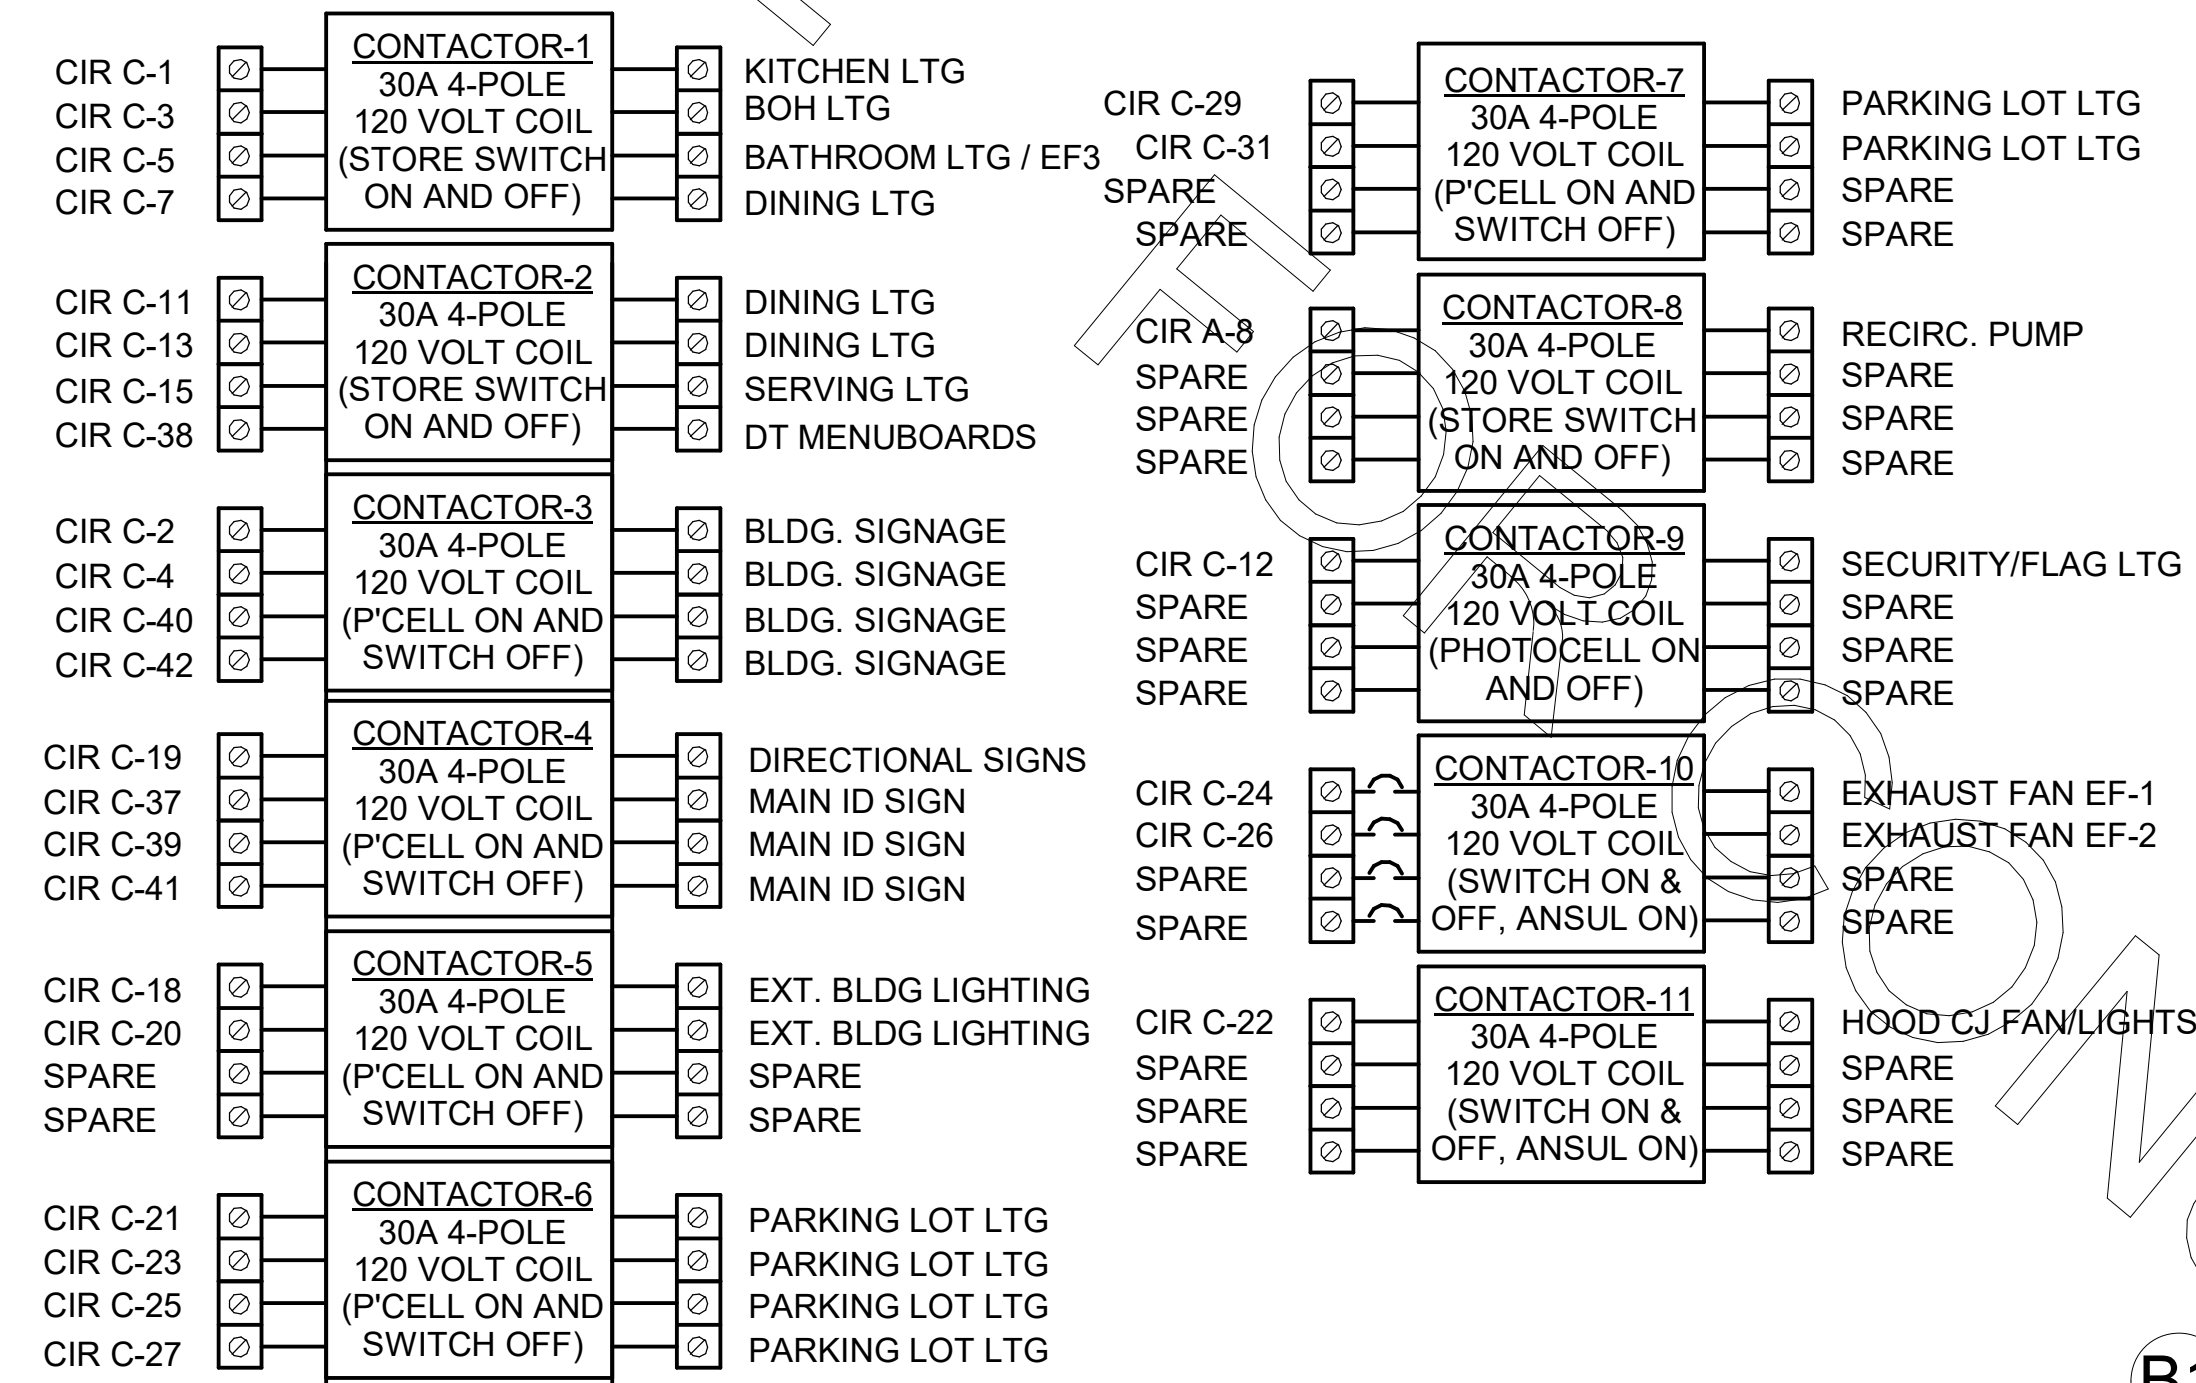 CONTACTOR-1
30A 4-POLE
120 VOLT COIL
(STORE SWITCH
ON AND OFF)
CIR C-1
CIR C-3
CIR C-5
CIR C-7
KITCHEN LTG
BOH LTG
BATHROOM LTG / EF3
DINING LTG
CONTACTOR-2
30A 4-POLE
120 VOLT COIL
(STORE SWITCH
ON AND OFF)
CIR C-11
CIR C-13
CIR C-15
CIR C-38
DINING LTG
DINING LTG
SERVING LTG
DT MENUBOARDS
CONTACTOR-3
30A 4-POLE
120 VOLT COIL
(P'CELL ON AND
SWITCH OFF)
CIR C-2
CIR C-4
CIR C-40
CIR C-42
BLDG. SIGNAGE
BLDG. SIGNAGE
BLDG. SIGNAGE
BLDG. SIGNAGE
CONTACTOR-4
30A 4-POLE
120 VOLT COIL
(P'CELL ON AND
SWITCH OFF)
CIR C-19
CIR C-37
CIR C-39
CIR C-41
DIRECTIONAL SIGNS
MAIN ID SIGN
MAIN ID SIGN
MAIN ID SIGN
CONTACTOR-5
30A 4-POLE
120 VOLT COIL
(P'CELL ON AND
SWITCH OFF)
CIR C-18
CIR C-20
SPARE
SPARE
EXT. BLDG LIGHTING
EXT. BLDG LIGHTING
SPARE
SPARE
CONTACTOR-6
30A 4-POLE
120 VOLT COIL
(P'CELL ON AND
SWITCH OFF)
CIR C-21
CIR C-23
CIR C-25
CIR C-27
PARKING LOT LTG
PARKING LOT LTG
PARKING LOT LTG
PARKING LOT LTG
CONTACTOR-7
30A 4-POLE
120 VOLT COIL
(P'CELL ON AND
SWITCH OFF)
CIR C-29
CIR C-31
SPARE
SPARE
PARKING LOT LTG
PARKING LOT LTG
SPARE
SPARE
CONTACTOR-8
30A 4-POLE
120 VOLT COIL
(STORE SWITCH
ON AND OFF)
CIR A-8
SPARE
SPARE
SPARE
RECIRC. PUMP
SPARE
SPARE
SPARE
CONTACTOR-9
30A 4-POLE
120 VOLT COIL
(PHOTOCELL ON
AND OFF)
CIR C-12
SPARE
SPARE
SPARE
SECURITY/FLAG LTG
SPARE
SPARE
SPARE
CONTACTOR-10
30A 4-POLE
120 VOLT COIL
(SWITCH ON &
OFF, ANSUL ON)
CIR C-24
CIR C-26
SPARE
SPARE
EXHAUST FAN EF-1
EXHAUST FAN EF-2
SPARE
SPARE
CONTACTOR-11
30A 4-POLE
120 VOLT COIL
(SWITCH ON &
OFF, ANSUL ON)
CIR C-22
SPARE
SPARE
SPARE
HOOD CJ FAN/LIGHTS
SPARE
SPARE
SPARE